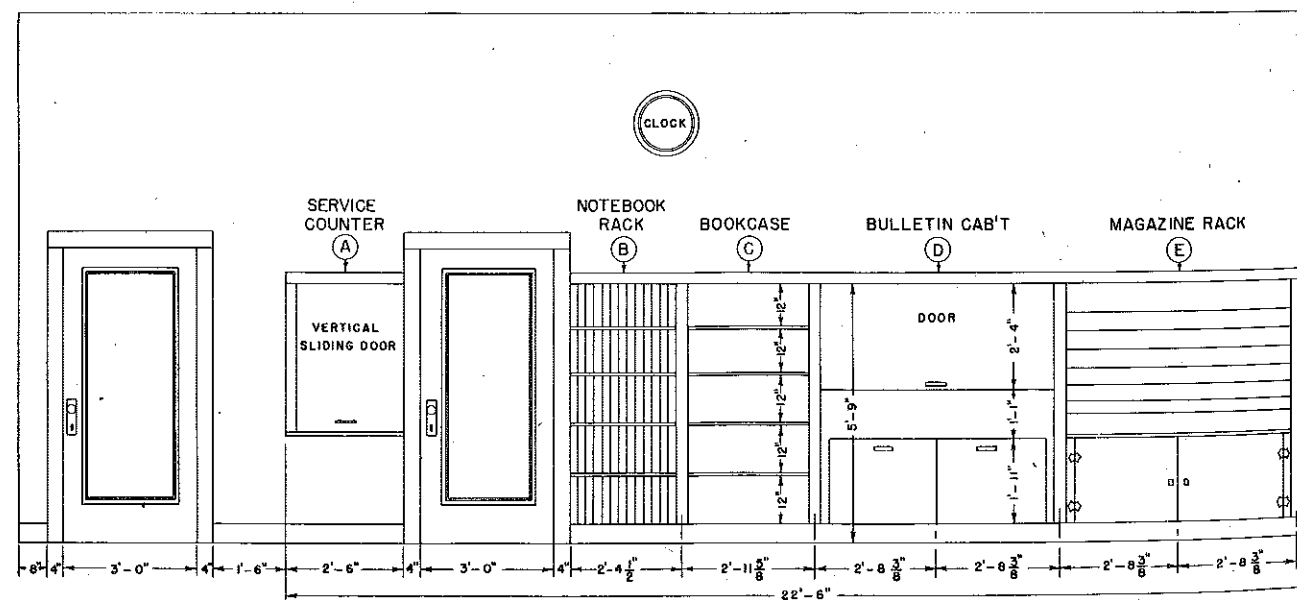 CLOCK
SERVICE
COUNTER
A
NOTEBOOK
RACK
B
BOOKCASE
C
BULLETIN CAB'T
D
MAGAZINE RACK
E
VERTICAL
SLIDING DOOR
DOOR
12"
12"
12"
12"
12"
5'-9"
2'-4"
1'-1"
1'-11"
8"
4"
3'-0"
4"
1'-6"
2'-6"
4"
3'-0"
4"
2'-4 1/2"
2'-11 3/8"
2'-8 3/8"
2'-8 3/8"
2'-8 3/8"
2'-8 3/8"
22'-6"